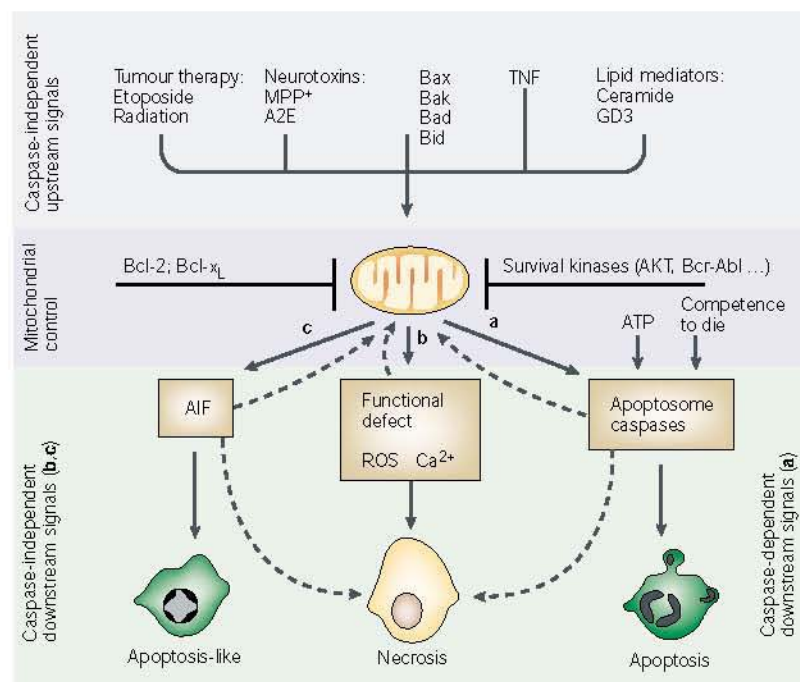 Caspase-independent
upstream signals
Tumour therapy:
Etoposide
Radiation
Neurotoxins:
MPP+
A2E
Bax
Bak
Bad
Bid
TNF
Lipid mediators:
Ceramide
GD3
Mitochondrial
control
Bcl-2; Bcl-xL
Survival kinases (AKT, Bcr-Abl ...)
c
b
a
ATP
Competence
to die
Caspase-independent
downstream signals (b,c)
AIF
Functional
defect
ROS Ca2+
Apoptosome
caspases
Caspase-dependent
downstream signals (a)
Apoptosis-like
Necrosis
Apoptosis